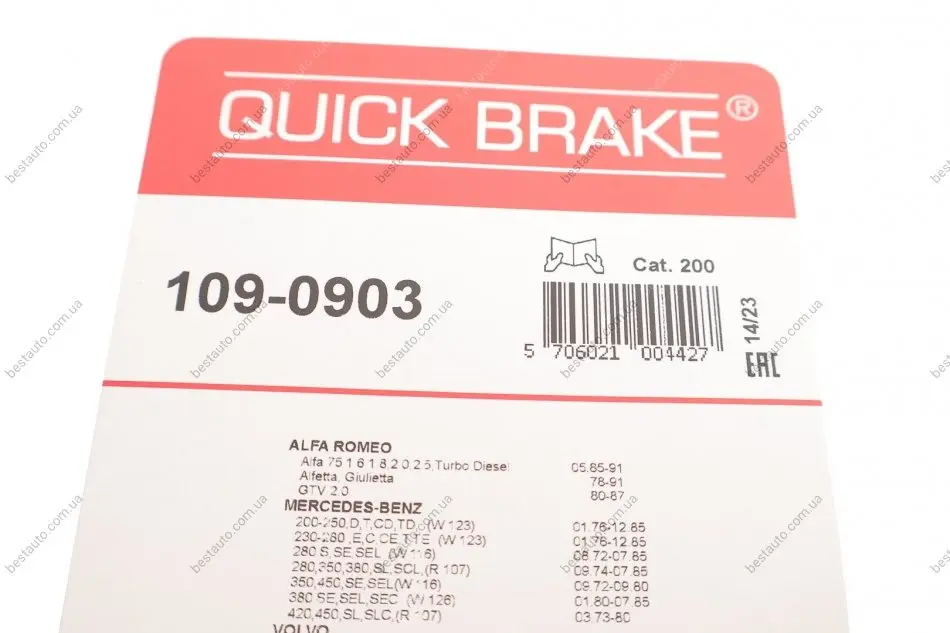 QUICK BRAKE®
109-0903
Cat. 200
5 706021 004427
14/23
EAC
ALFA ROMEO
Alfa 75 1.6 1.8,2.0 2.5,Turbo Diesel 05.85-91
Alfetta, Giulietta 78-91
GTV 2.0 80-87
MERCEDES-BENZ
200-250,D,T,CD,TD, (W 123) 01.76-12.85
230-280 ,E,C CE,T TE (W 123) 01.76-12.85
280 S,SE,SEL (W 116) 08.72-07.85
280,350,380,SL,SCL,(R 107) 09.74-07.85
350,450,SE,SEL(W 116) 09.72-09.80
380 SE,SEL,SEC (W 126) 01.80-07.85
420,450,SL,SLC,(R 107) 03.73-80
VOLVO
bestauto.com.ua